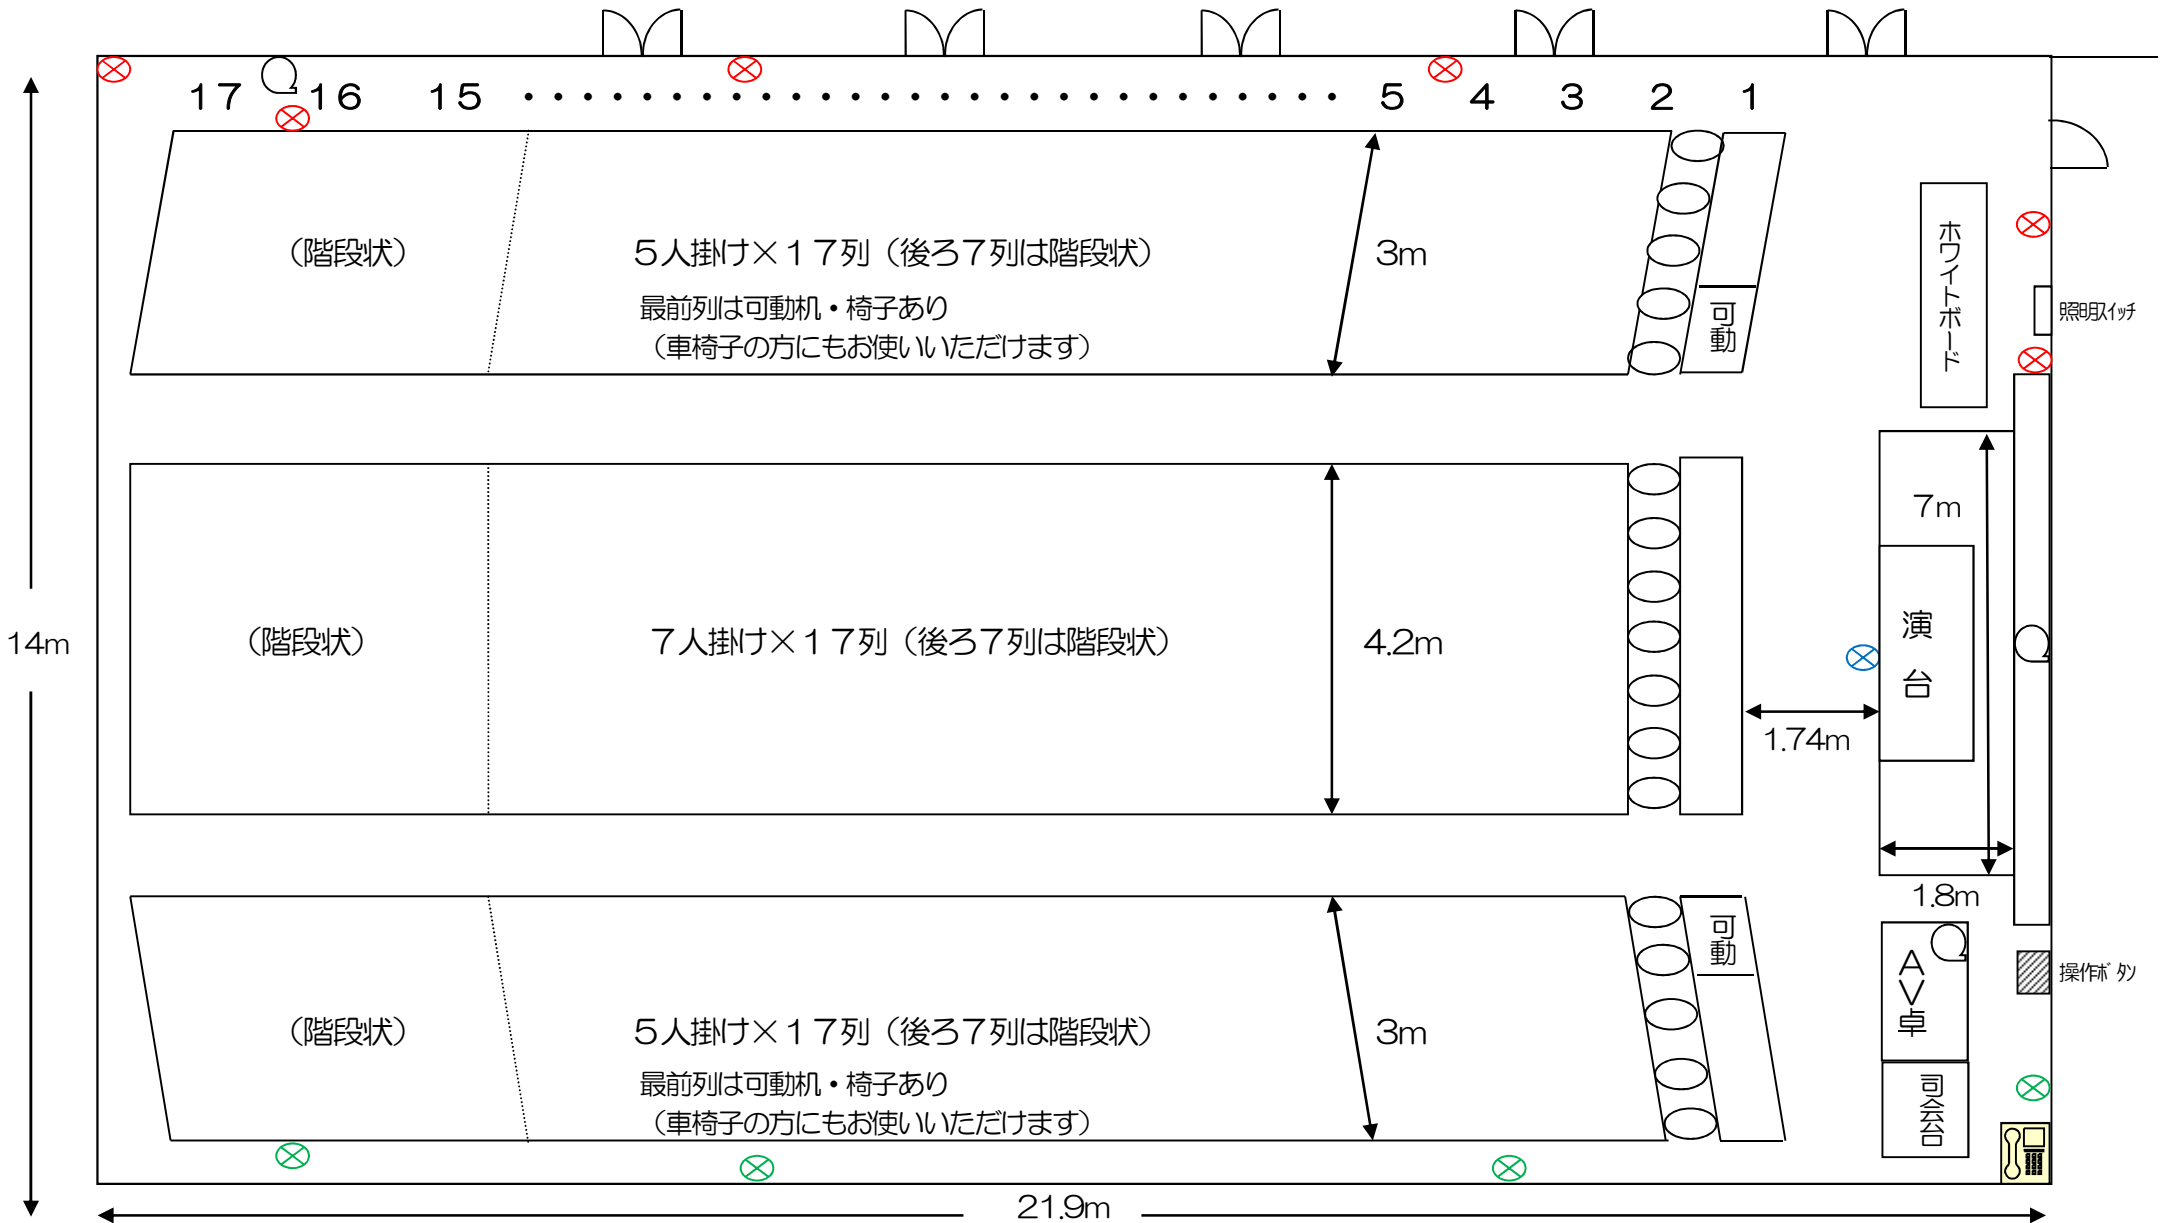 17 16 15 ・・・・・・・・・・・・・・・・・・・・・・・・・・・・ 5 4 3 2 1
（階段状）
５人掛け×１７列（後ろ７列は階段状）
3m
最前列は可動机・椅子あり
（車椅子の方にもお使いいただけます）
可動
ホワイトボード
照明ｽｲｯﾁ
14m
（階段状）
７人掛け×１７列（後ろ７列は階段状）
4.2m
1.74m
7m
演台
1.8m
（階段状）
５人掛け×１７列（後ろ７列は階段状）
3m
最前列は可動机・椅子あり
（車椅子の方にもお使いいただけます）
可動
AV卓
操作ﾎﾞﾀﾝ
司会台
21.9m